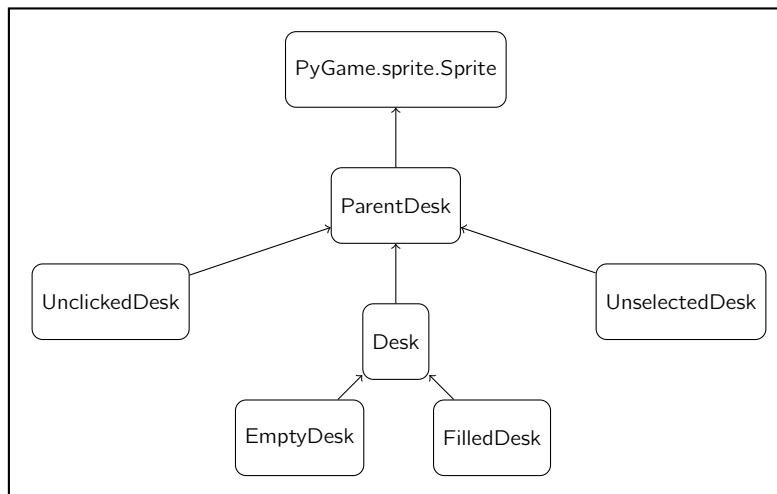 PyGame.sprite.Sprite
ParentDesk
UnclickedDesk
UnselectedDesk
Desk
EmptyDesk
FilledDesk